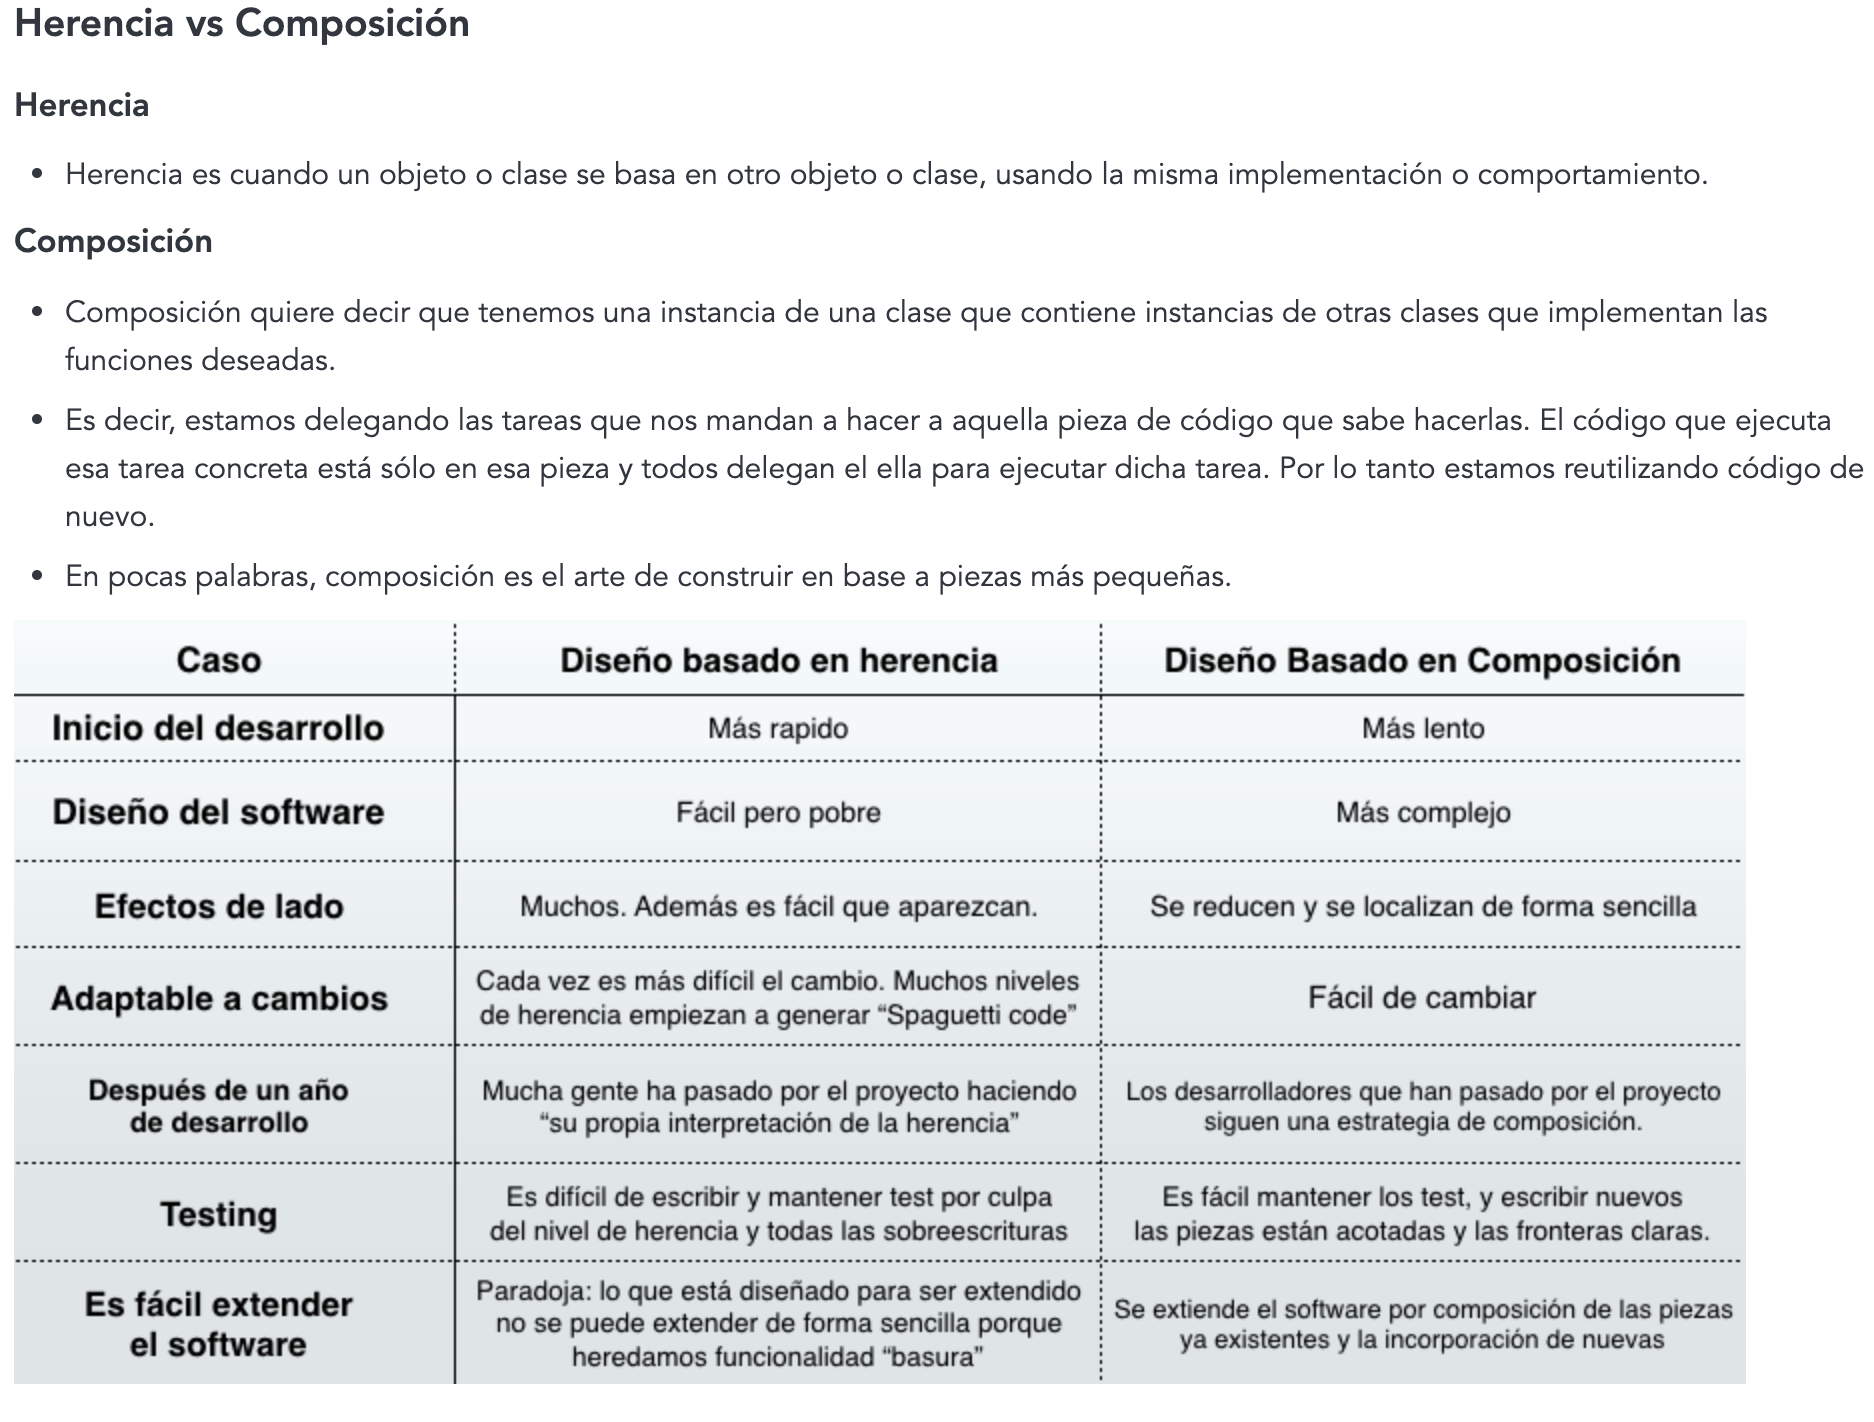 Herencia vs Composición
Herencia
• Herencia es cuando un objeto o clase se basa en otro objeto o clase, usando la misma implementación o comportamiento.
Composición
• Composición quiere decir que tenemos una instancia de una clase que contiene instancias de otras clases que implementan las
funciones deseadas.
• Es decir, estamos delegando las tareas que nos mandan a hacer a aquella pieza de código que sabe hacerlas. El código que ejecuta
esa tarea concreta está sólo en esa pieza y todos delegan el ella para ejecutar dicha tarea. Por lo tanto estamos reutilizando código de
nuevo.
• En pocas palabras, composición es el arte de construir en base a piezas más pequeñas.
Caso
Diseño basado en herencia
Diseño Basado en Composición
Inicio del desarrollo
Más rapido
Más lento
Diseño del software
Fácil pero pobre
Más complejo
Efectos de lado
Muchos. Además es fácil que aparezcan.
Se reducen y se localizan de forma sencilla
Adaptable a cambios
Cada vez es más difícil el cambio. Muchos niveles
de herencia empiezan a generar “Spaguetti code”
Fácil de cambiar
Después de un año
de desarrollo
Mucha gente ha pasado por el proyecto haciendo
“su propia interpretación de la herencia”
Los desarrolladores que han pasado por el proyecto
siguen una estrategia de composición.
Testing
Es difícil de escribir y mantener test por culpa
del nivel de herencia y todas las sobreescrituras
Es fácil mantener los test, y escribir nuevos
las piezas están acotadas y las fronteras claras.
Es fácil extender
el software
Paradoja: lo que está diseñado para ser extendido
no se puede extender de forma sencilla porque
heredamos funcionalidad “basura”
Se extiende el software por composición de las piezas
ya existentes y la incorporación de nuevas